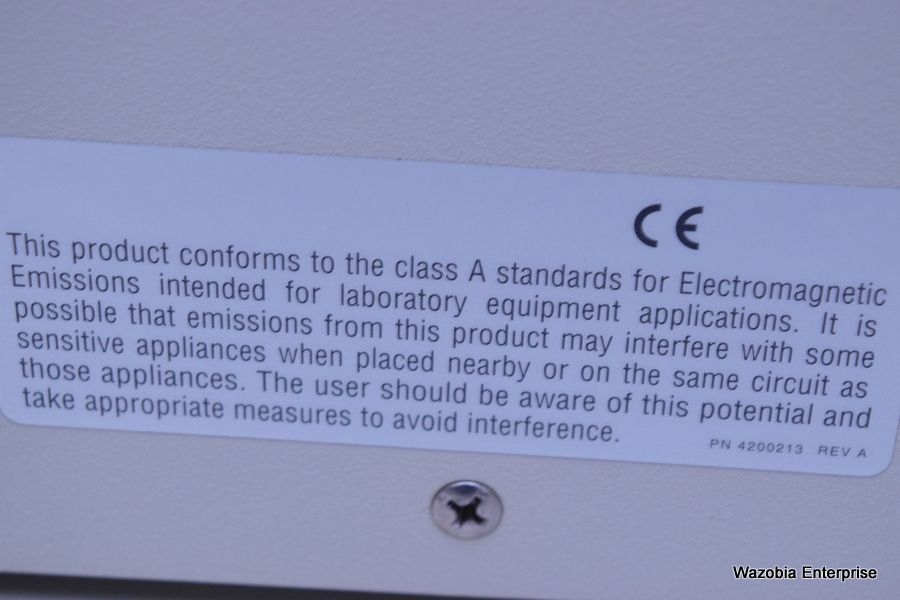 CE
This product conforms to the class A standards for Electromagnetic
Emissions intended for laboratory equipment applications. It is
possible that emissions from this product may interfere with some
sensitive appliances when placed nearby or on the same circuit as
those appliances. The user should be aware of this potential and
take appropriate measures to avoid interference.
PN 4200213 REV A
Wazobia Enterprise